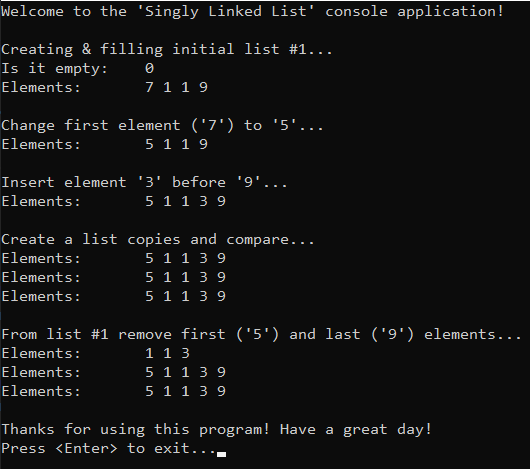 Welcome to the 'Singly Linked List' console application!
Creating & filling initial list #1...
Is it empty:    0
Elements:       7 1 1 9
Change first element ('7') to '5'...
Elements:       5 1 1 9
Insert element '3' before '9'...
Elements:       5 1 1 3 9
Create a list copies and compare...
Elements:       5 1 1 3 9
Elements:       5 1 1 3 9
Elements:       5 1 1 3 9
From list #1 remove first ('5') and last ('9') elements...
Elements:       1 1 3
Elements:       5 1 1 3 9
Elements:       5 1 1 3 9
Thanks for using this program! Have a great day!
Press <Enter> to exit...